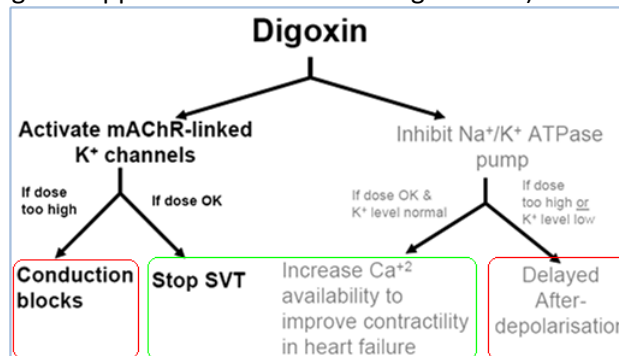 Digoxin
Activate mAChR-linked
K⁺ channels
Inhibit Na⁺/K⁺ ATPase
pump
If dose
too high
If dose OK
If dose OK &
K⁺ level normal
If dose
too high or
K⁺ level low
Conduction
blocks
Stop SVT
Increase Ca⁺²
availability to
improve contractility
in heart failure
Delayed
After-
depolarisation